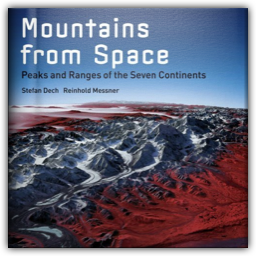 Mountains
from Space
Peaks and Ranges of the Seven Continents
Stefan Dech Reinhold Messner